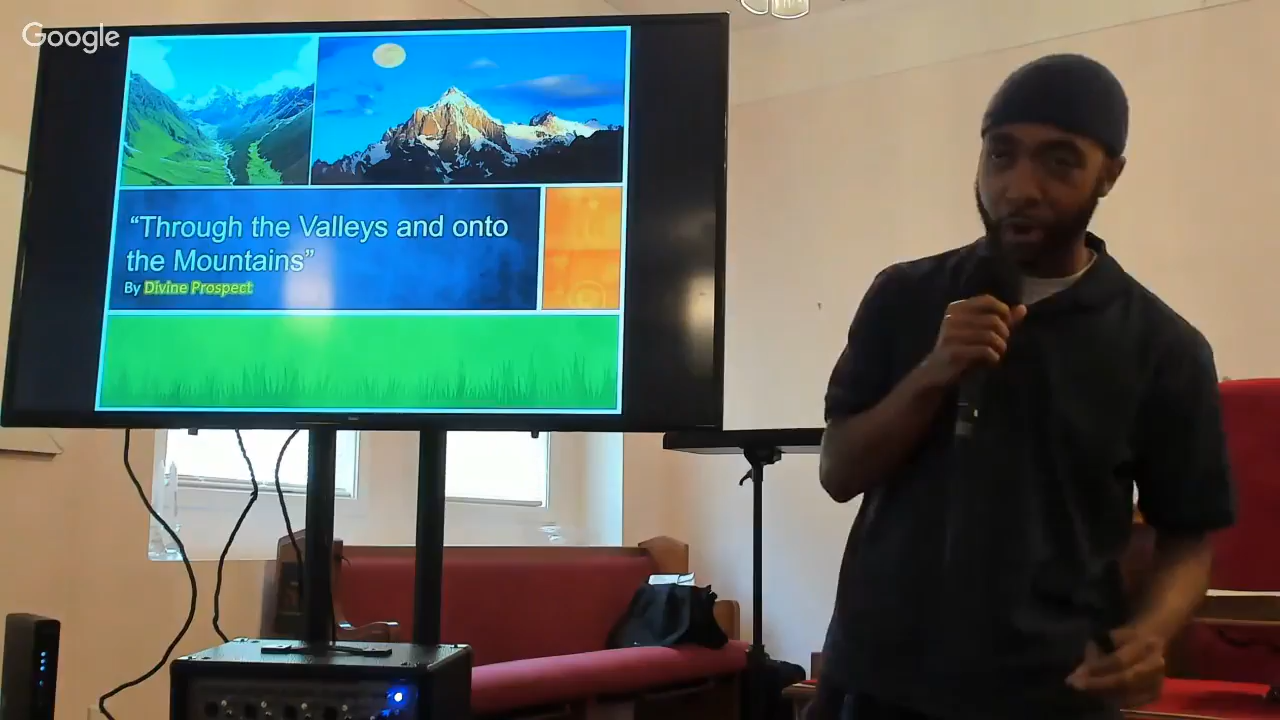 Google
“Through the Valleys and onto
the Mountains”
By Divine Prospect